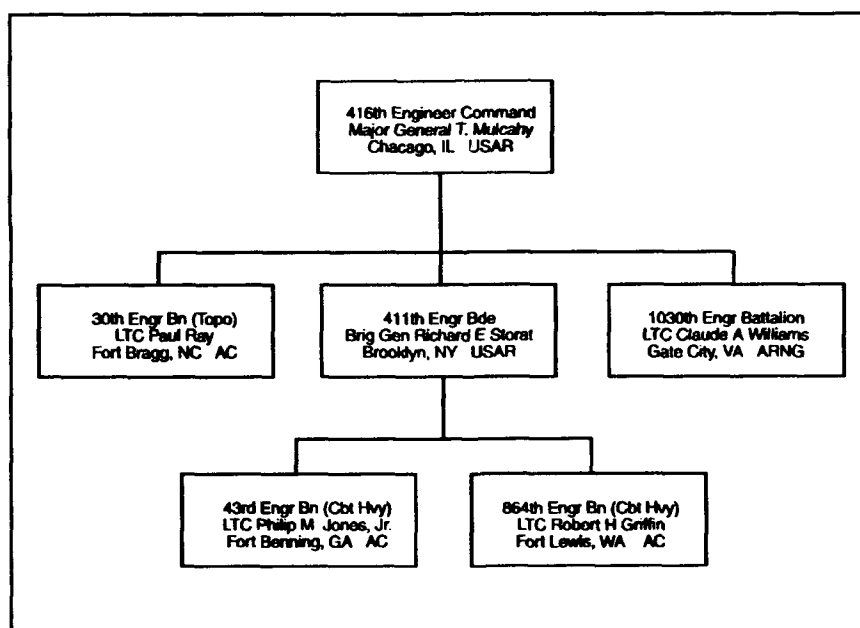 416th Engineer Command
Major General T. Mulcahy
Chacago, IL USAR
30th Engr Bn (Topo)
LTC Paul Ray
Fort Bragg, NC AC
411th Engr Bde
Brig Gen Richard E Storat
Brooklyn, NY USAR
1030th Engr Battalion
LTC Claude A Williams
Gate City, VA ARNG
43rd Engr Bn (Cbt Hvy)
LTC Philip M Jones, Jr.
Fort Benning, GA AC
864th Engr Bn (Cbt Hvy)
LTC Robert H Griffin
Fort Lewis, WA AC